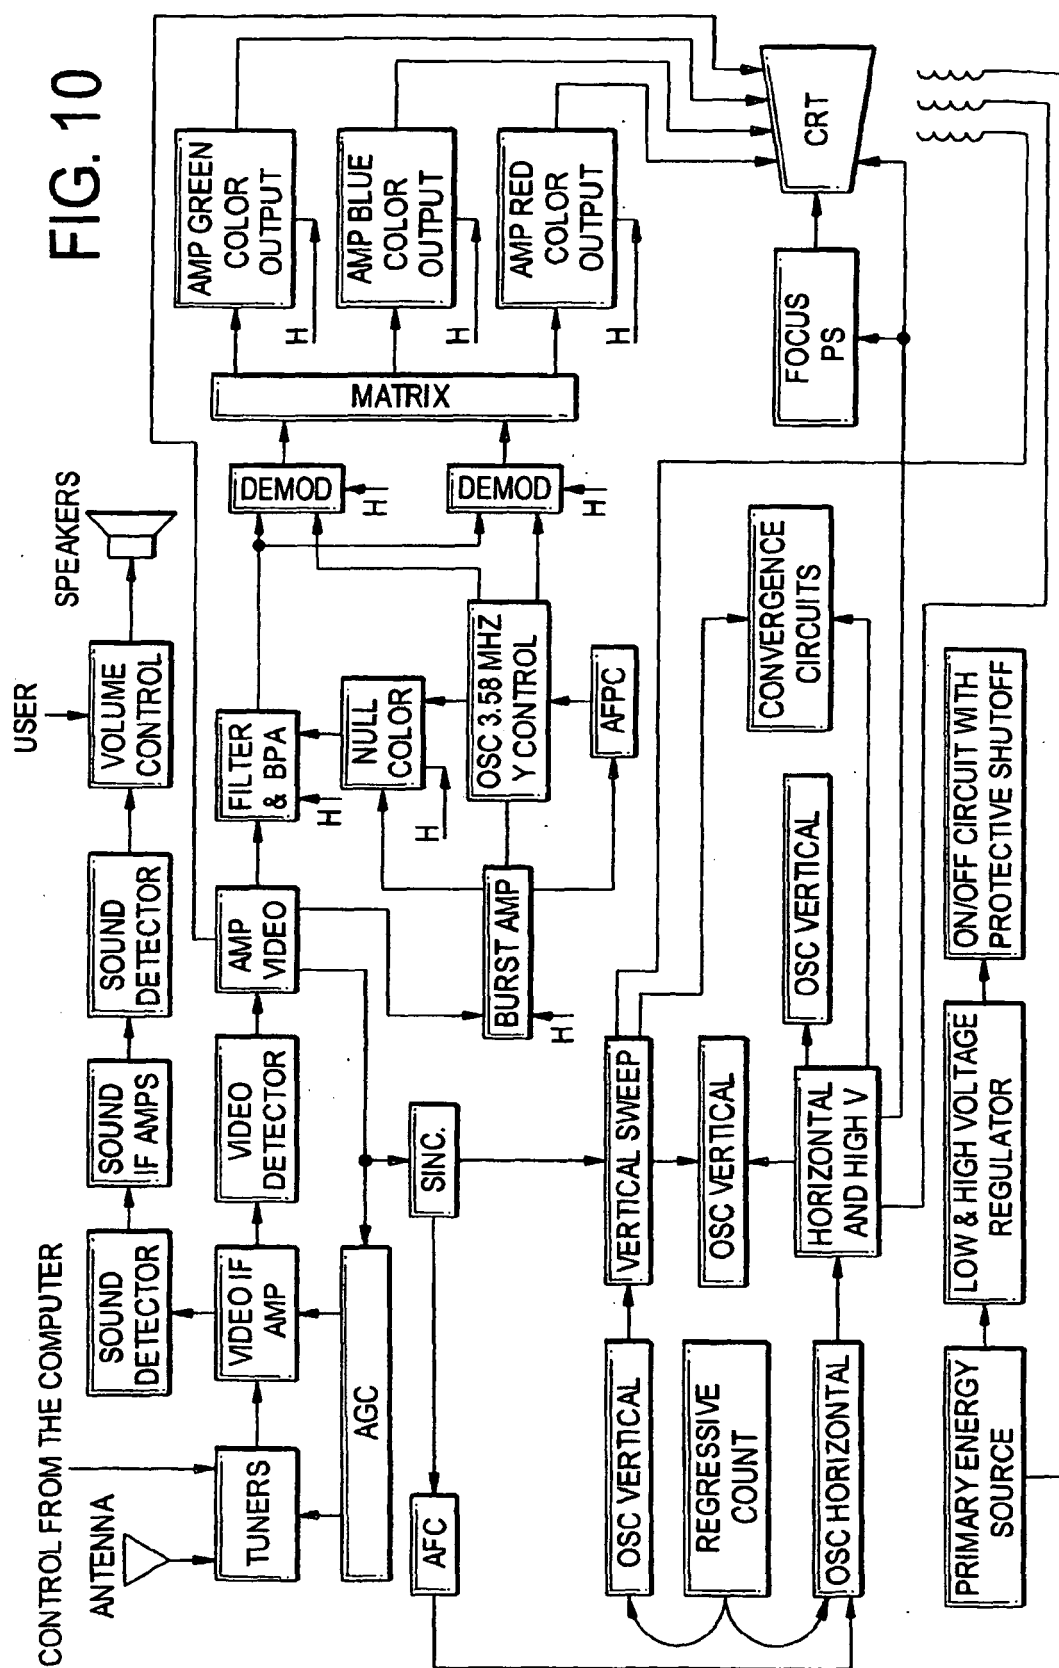 FIG. 10
CONTROL FROM THE COMPUTER
ANTENNA
TUNERS
SOUND
DETECTOR
SOUND
IF AMPS
SOUND
DETECTOR
USER
VOLUME
CONTROL
SPEAKERS
VIDEO IF
AMP
VIDEO
DETECTOR
AMP
VIDEO
FILTER
& BPA
H
DEMOD
H
DEMOD
H
MATRIX
AMP GREEN
COLOR
OUTPUT
H
AMP BLUE
COLOR
OUTPUT
H
AMP RED
COLOR
OUTPUT
H
AGC
NULL
COLOR
H
AFC
SINC.
BURST AMP
H
OSC 3.58 MHZ
Y CONTROL
AFPC
OSC VERTICAL
VERTICAL SWEEP
REGRESSIVE
COUNT
OSC VERTICAL
OSC VERTICAL
CONVERGENCE
CIRCUITS
FOCUS
PS
CRT
OSC HORIZONTAL
HORIZONTAL
AND HIGH V
PRIMARY ENERGY
SOURCE
LOW & HIGH VOLTAGE
REGULATOR
ON/OFF CIRCUIT WITH
PROTECTIVE SHUTOFF